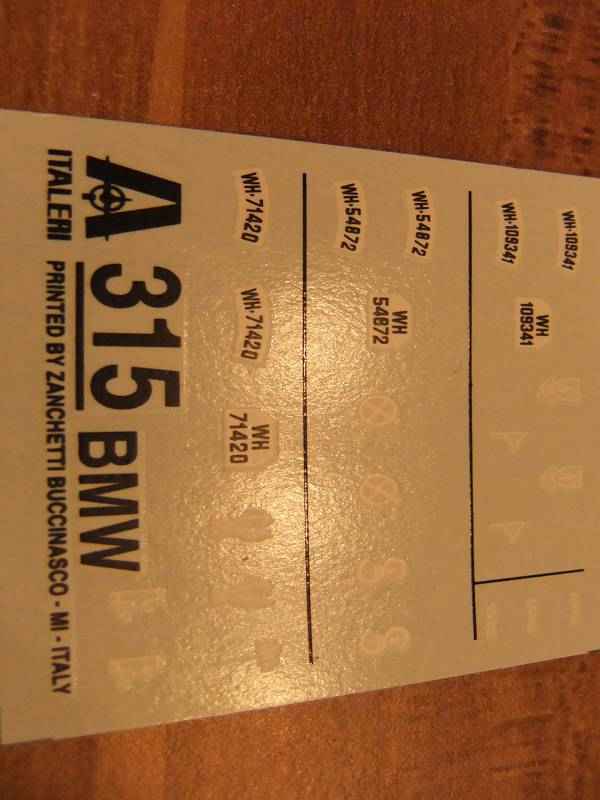 ITALERI
315 BMW
PRINTED BY ZANCHETTI BUCCINASCO - MI - ITALY
WH-71420
WH-71420
WH
71420
WH-54872
WH-54872
WH
54872
WH-109341
WH-109341
WH
109341